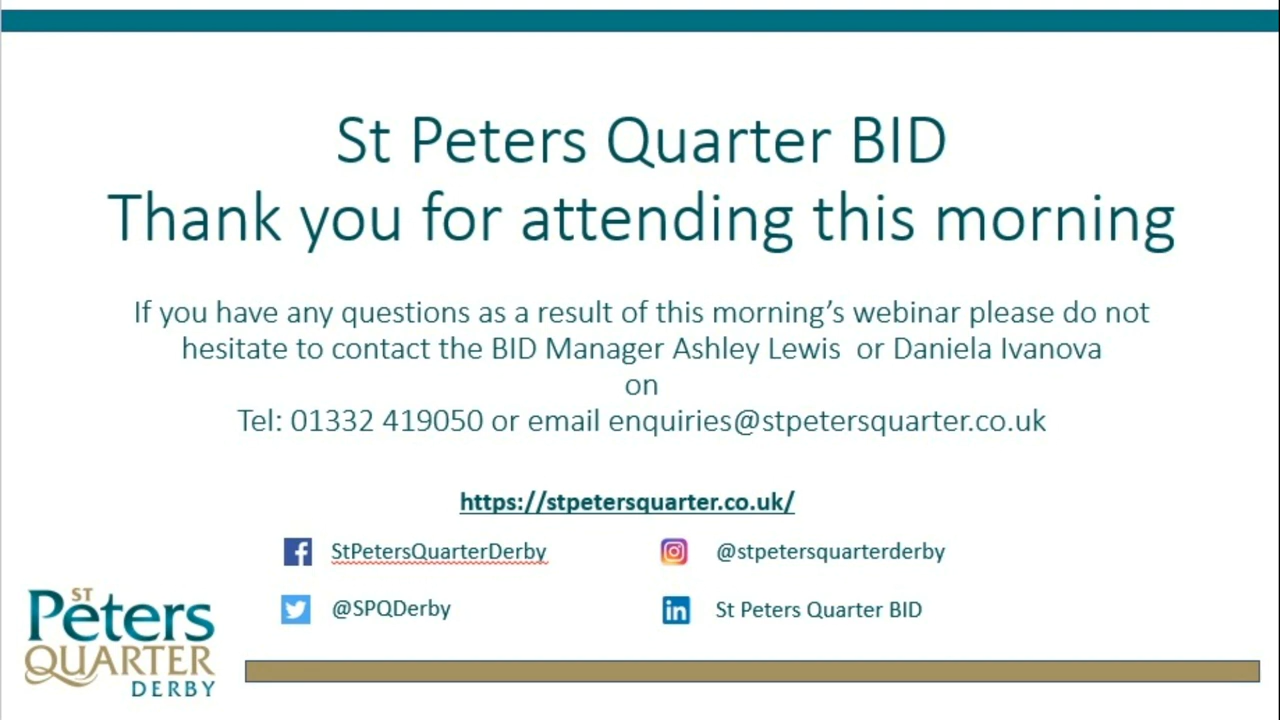 St Peters Quarter BID
Thank you for attending this morning
If you have any questions as a result of this morning’s webinar please do not
hesitate to contact the BID Manager Ashley Lewis or Daniela Ivanova
on
Tel: 01332 419050 or email enquiries@stpetersquarter.co.uk
https://stpetersquarter.co.uk/
StPetersQuarterDerby
@stpetersquarterderby
@SPQDerby
St Peters Quarter BID
ST
Peters
QUARTER
DERBY